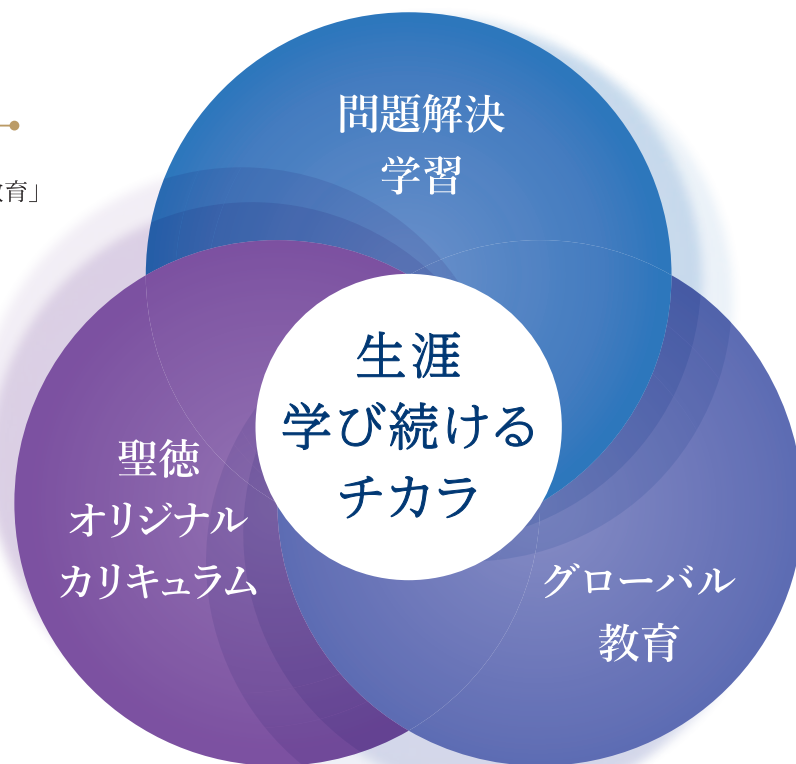 問題解決
学習
育」
生涯
学び続ける
チカラ
聖徳
オリジナル
カリキュラム
グローバル
教育